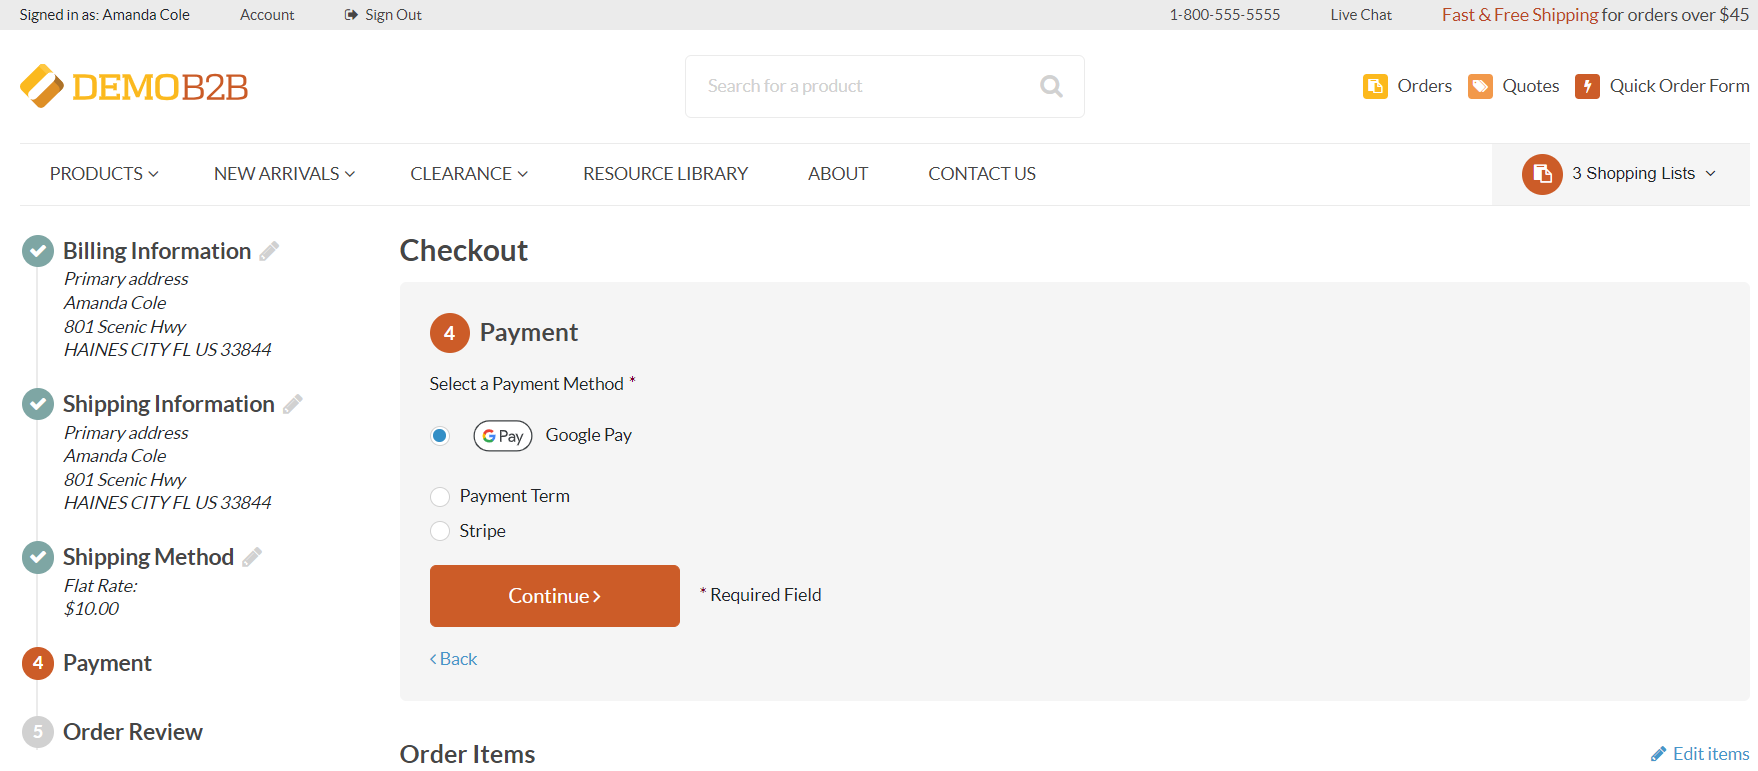 Signed in as: Amanda Cole Account Sign Out 1-800-555-5555 Live Chat Fast & Free Shipping for orders over $45
DEMOB2B Search for a product Orders Quotes Quick Order Form
PRODUCTS NEW ARRIVALS CLEARANCE RESOURCE LIBRARY ABOUT CONTACT US 3 Shopping Lists
Billing Information
Primary address
Amanda Cole
801 Scenic Hwy
HAINES CITY FL US 33844
Shipping Information
Primary address
Amanda Cole
801 Scenic Hwy
HAINES CITY FL US 33844
Shipping Method
Flat Rate:
$10.00
4 Payment
5 Order Review
Checkout
4 Payment
Select a Payment Method *
G Pay Google Pay
Payment Term
Stripe
Continue * Required Field
Back
Order Items Edit items